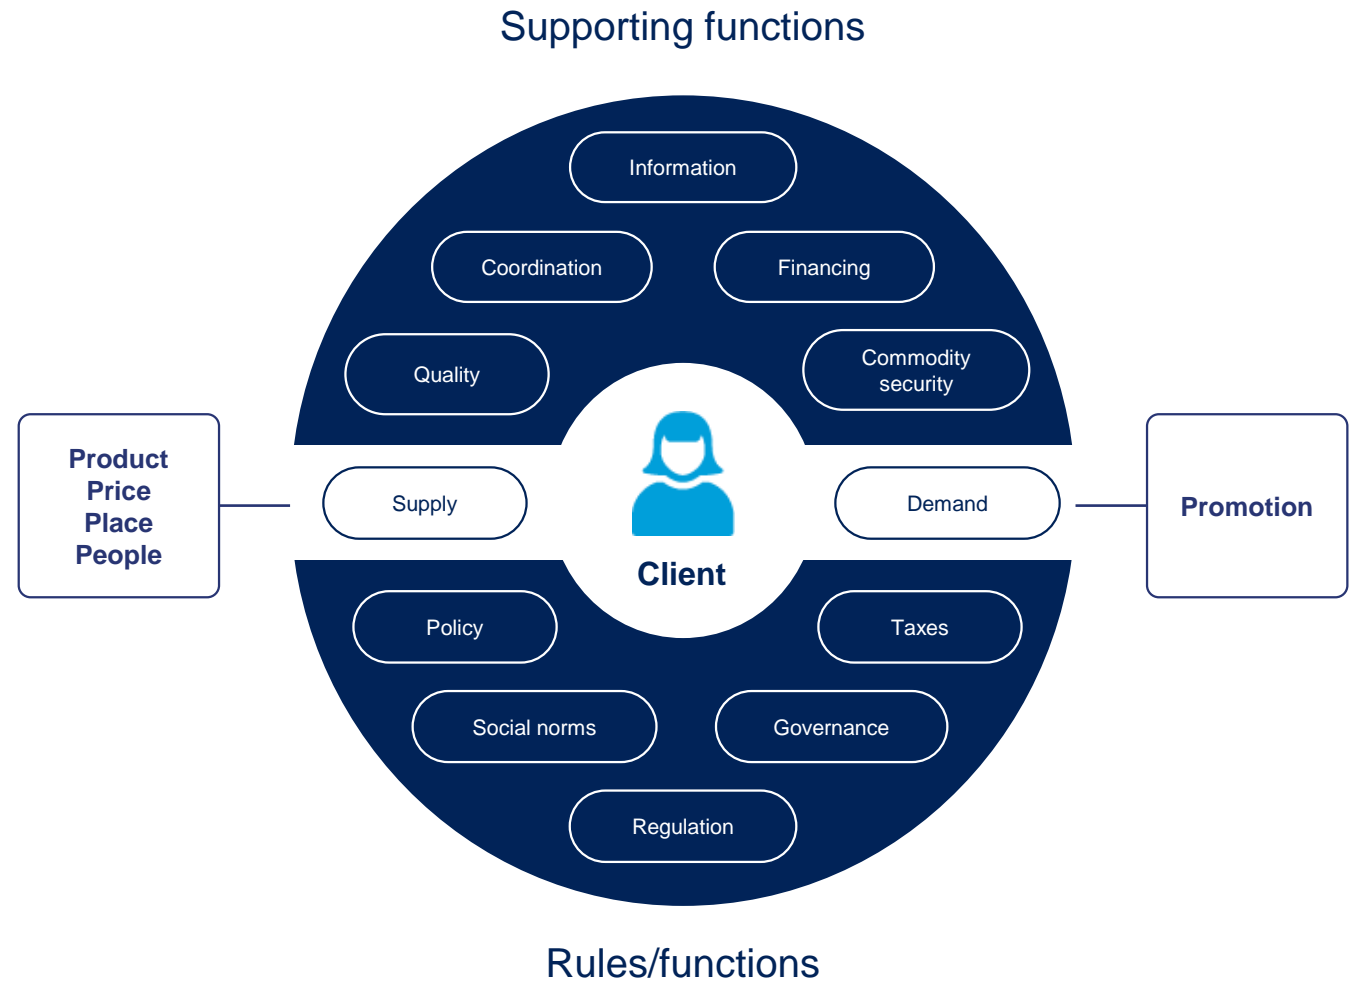 Supporting functions
Information
Coordination
Financing
Quality
Commodity
security
Product
Price
Place
People
Supply
Client
Demand
Promotion
Policy
Taxes
Social norms
Governance
Regulation
Rules/functions